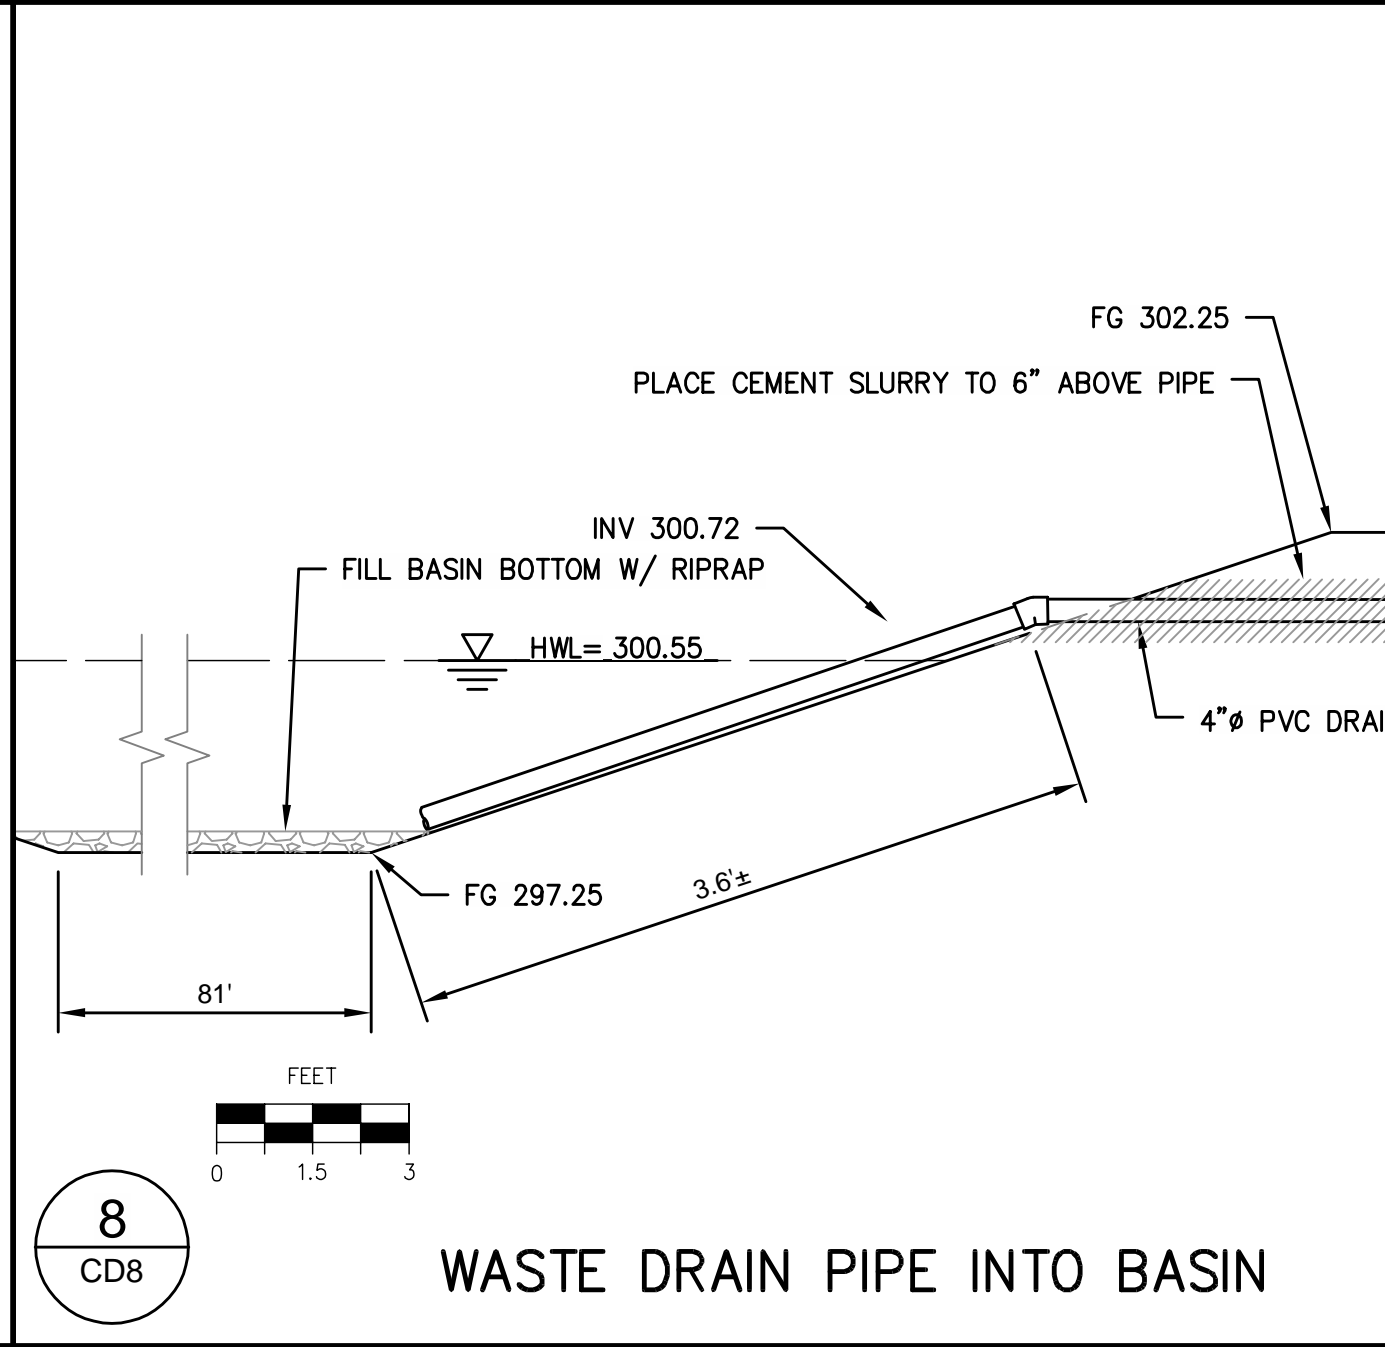 FG 302.25
PLACE CEMENT SLURRY TO 6" ABOVE PIPE
INV 300.72
FILL BASIN BOTTOM W/ RIPRAP
HWL= 300.55
4"ø PVC DRAI
FG 297.25
3.6'±
81'
FEET
0 1.5 3
8
CD8
WASTE DRAIN PIPE INTO BASIN